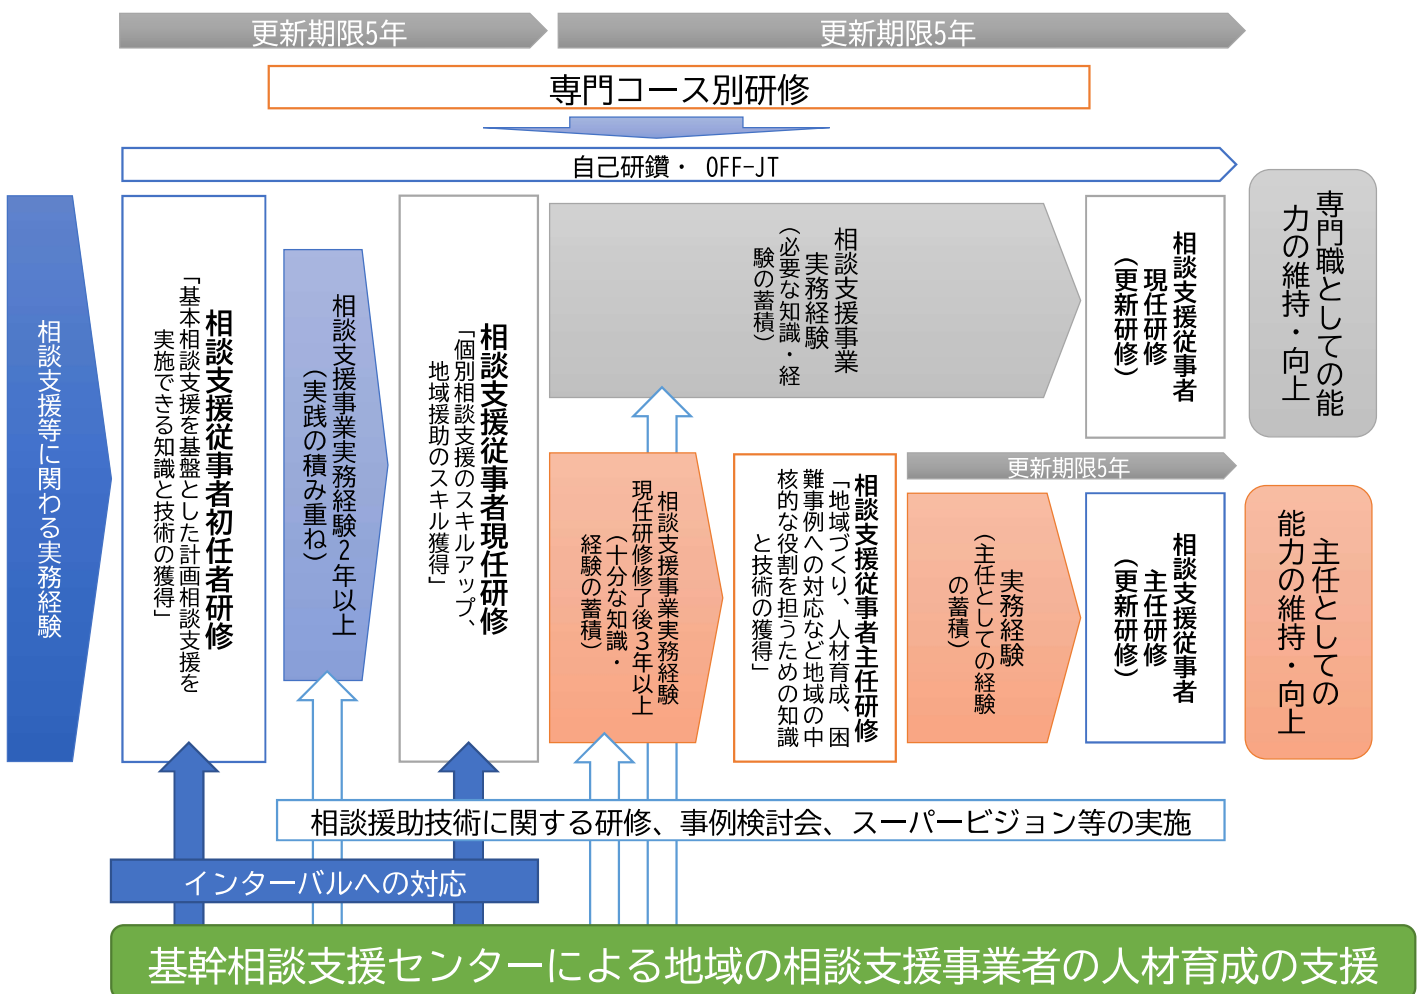 更新期限5年
更新期限5年
専門コース別研修
自己研鑽・ OFF-JT
相談支援等に関わる実務経験
相談支援従事者初任者研修
「基本相談支援を基盤とした計画相談支援を
実施できる知識と技術の獲得」
相談支援事業実務経験2年以上
（実践の積み重ね）
相談支援従事者現任研修
「個別相談支援のスキルアップ、
地域援助のスキル獲得」
相談支援事業
実務経験
（必要な知識・経
験の蓄積）
相談支援従事者
現任研修
（更新研修）
専門職としての能
力の維持・向上
相談支援事業実務経験
現任研修修了後3年以上
（十分な知識・
経験の蓄積）
相談支援従事者主任研修
「地域づくり、人材育成、困
難事例への対応など地域の中
核的な役割を担うための知識
と技術の獲得」
更新期限5年
実務経験
（主任としての経験
の蓄積）
相談支援従事者
主任研修
（更新研修）
主任としての
能力の維持・向上
相談援助技術に関する研修、事例検討会、スーパービジョン等の実施
インターバルへの対応
基幹相談支援センターによる地域の相談支援事業者の人材育成の支援